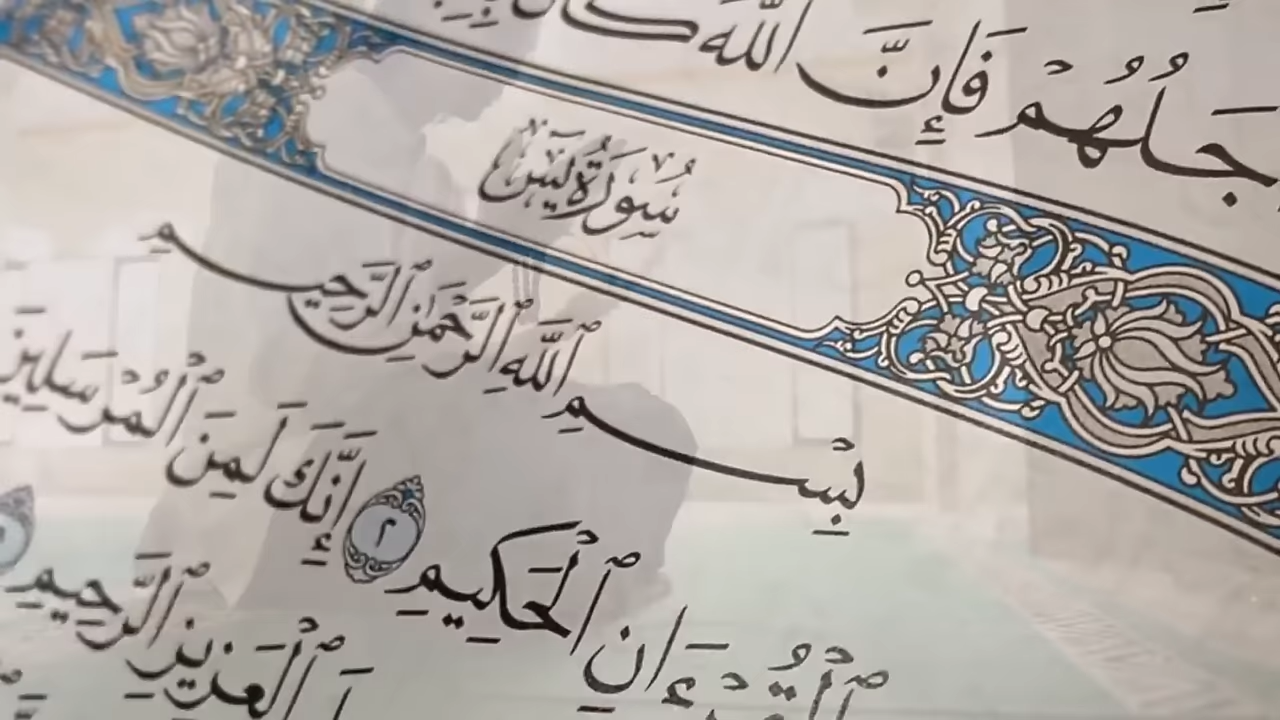 جَلُهُمْ فَإِنَّ ٱللَّهَ كَانَ
سُورَةُ يسٓ
بِسْمِ ٱللَّهِ ٱلرَّحْمَٰنِ ٱلرَّحِيمِ
ٱلْقُرْءَانِ ٱلْحَكِيمِ ٢ إِنَّكَ لَمِنَ ٱلْمُرْسَلِينَ
ٱلْعَزِيزِ ٱلرَّحِيمِ